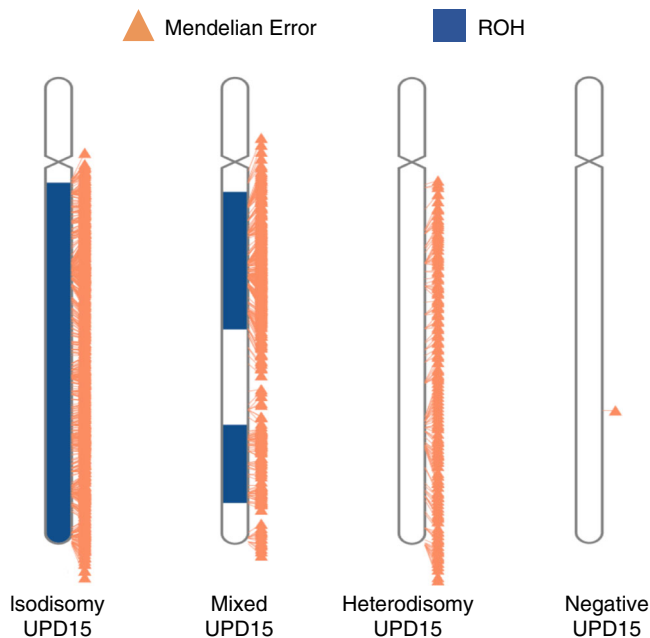 Mendelian Error
ROH
Isodisomy
UPD15
Mixed
UPD15
Heterodisomy
UPD15
Negative
UPD15